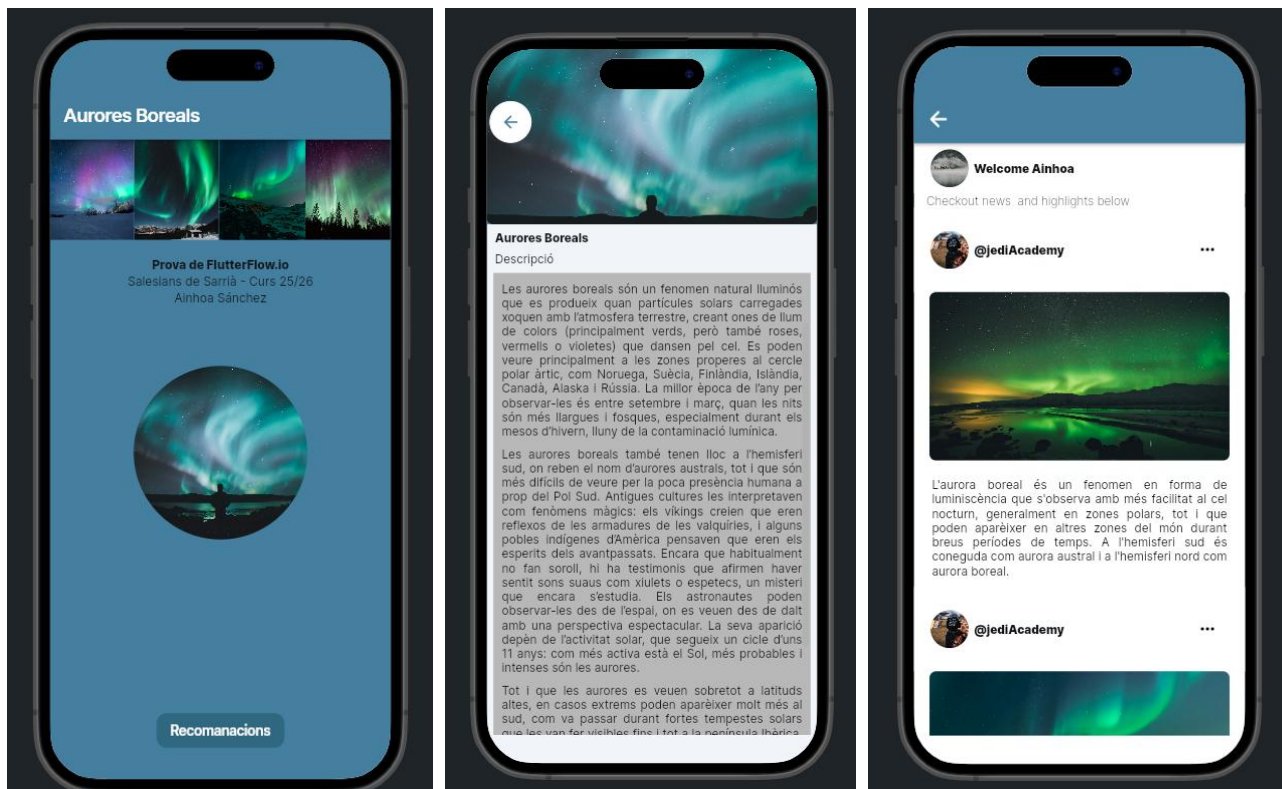 Aurores Boreals
Prova de FlutterFlow.io
Salesians de Sarrià - Curs 25/26
Ainhoa Sánchez
Recomanacions
Aurores Boreals
Descripció
Les aurores boreals són un fenomen natural lluminós
que es produeix quan partícules solars carregades
xoquen amb l'atmosfera terrestre, creant ones de llum
de colors (principalment verds, però també roses,
vermells o violetes) que dansen pel cel. Es poden
veure principalment a les zones properes al cercle
polar àrtic, com Noruega, Suècia, Finlàndia, Islàndia,
Canadà, Alaska i Rússia. La millor època de l'any per
observar-les és entre setembre i març, quan les nits
són més llargues i fosques, especialment durant els
mesos d'hivern, lluny de la contaminació lumínica.
Les aurores boreals també tenen lloc a l'hemisferi
sud, on reben el nom d'aurores australs, tot i que són
més difícils de veure per la poca presència humana a
prop del Pol Sud. Antigues cultures les interpretaven
com fenòmens màgics: els víkings creien que eren
reflexos de les armadures de les valquíries, i alguns
pobles indígenes d'Amèrica pensaven que eren els
esperits dels avantpassats. Encara que habitualment
no fan soroll, hi ha testimonis que afirmen haver
sentit sons suaus com xiulets o espetecs, un misteri
que encara s'estudia. Els astronautes poden
observar-les des de l'espai, on es veuen des de dalt
amb una perspectiva espectacular. La seva aparició
depèn de l'activitat solar, que segueix un cicle d'uns
11 anys: com més activa està el Sol, més probables i
intenses són les aurores.
Tot i que les aurores es veuen sobretot a latituds
altes, en casos extrems poden aparèixer molt més al
sud, com va passar durant fortes tempestes solars
que les van fer visibles fins i tot a la península Ibèrica.
Welcome Ainhoa
Checkout news and highlights below
@jediAcademy
L'aurora boreal és un fenomen en forma de
luminiscència que s'observa amb més facilitat al cel
nocturn, generalment en zones polars, tot i que
poden aparèixer en altres zones del món durant
breus períodes de temps. A l'hemisferi sud és
coneguda com aurora austral i a l'hemisferi nord com
aurora boreal.
@jediAcademy